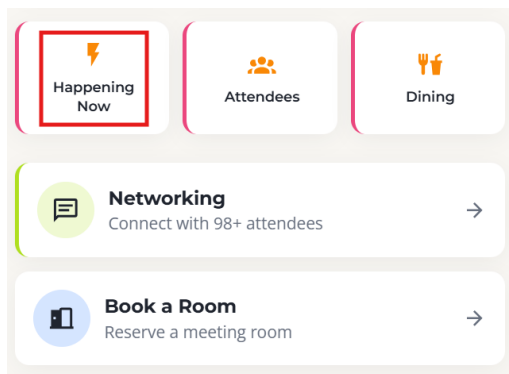 Happening
Now
Attendees
Dining
Networking
Connect with 98+ attendees
Book a Room
Reserve a meeting room